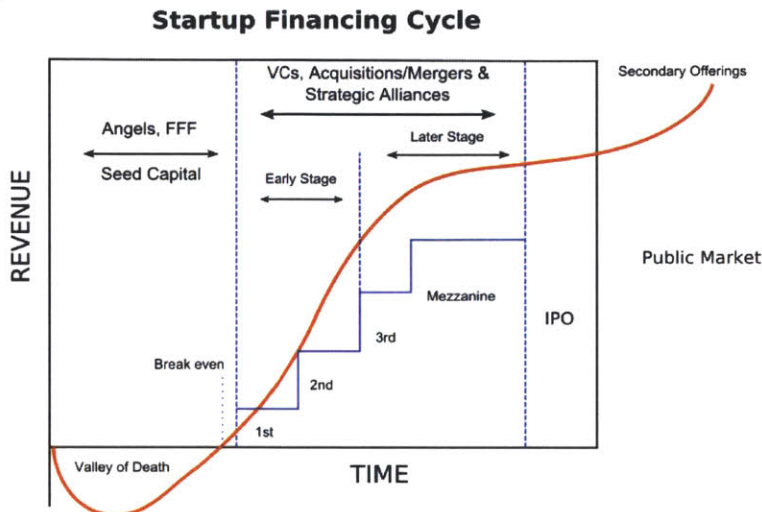 Startup Financing Cycle
VCs, Acquisitions/Mergers &
Strategic Alliances
Secondary Offerings
Angels, FFF
Seed Capital
Later Stage
Early Stage
REVENUE
Public Market
Mezzanine
IPO
3rd
Break even
2nd
1st
Valley of Death
TIME